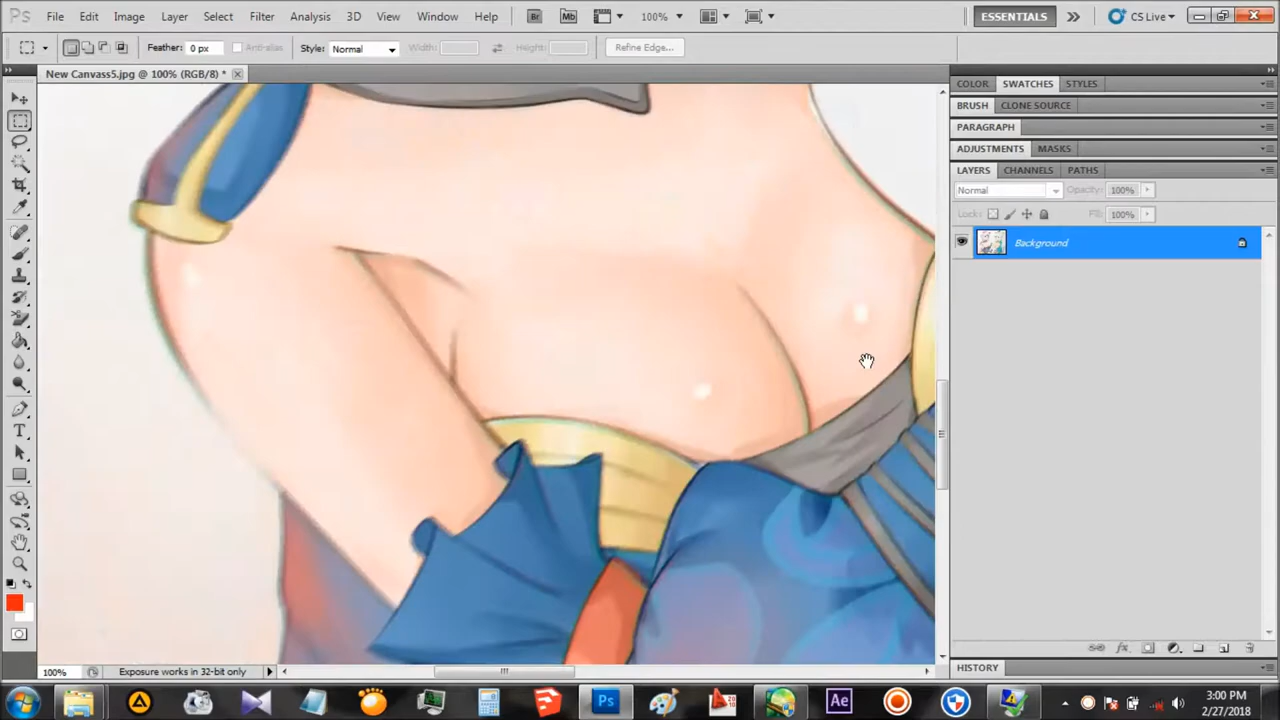 Ps File Edit Image Layer Select Filter Analysis 3D View Window Help Br Mb 100% ESSENTIALS CS Live
Feather: 0 px Anti-alias Style: Normal Width: Height: Refine Edge...
New Canvass5.jpg @ 100% (RGB/8) *
COLOR SWATCHES STYLES
BRUSH CLONE SOURCE
PARAGRAPH
ADJUSTMENTS MASKS
LAYERS CHANNELS PATHS
Normal Opacity: 100%
Lock: Fill: 100%
Background
HISTORY
100% Exposure works in 32-bit only
Ps Ae
3:00 PM
2/27/2018